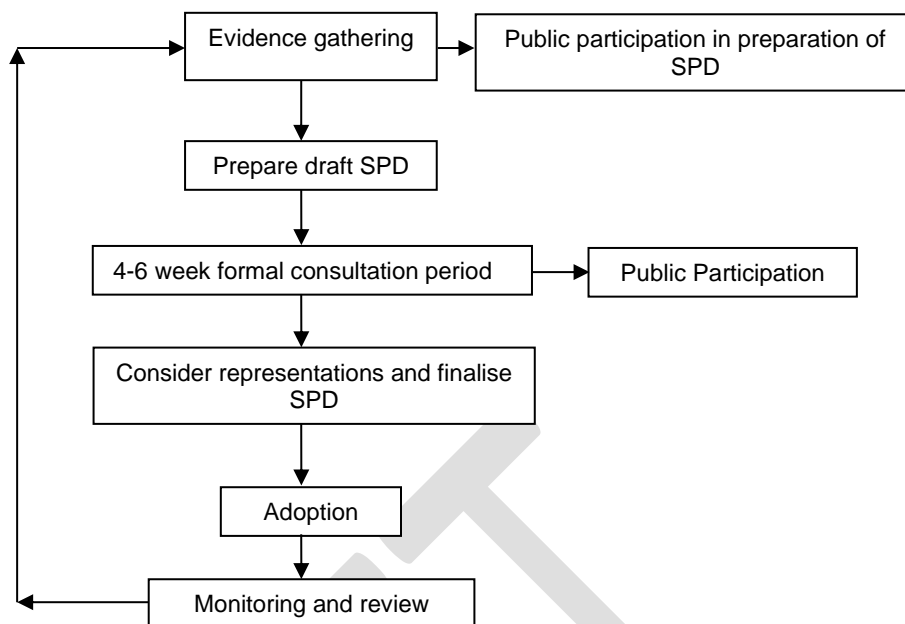 Evidence gathering
Public participation in preparation of
SPD
Prepare draft SPD
4-6 week formal consultation period
Public Participation
Consider representations and finalise
SPD
Adoption
Monitoring and review